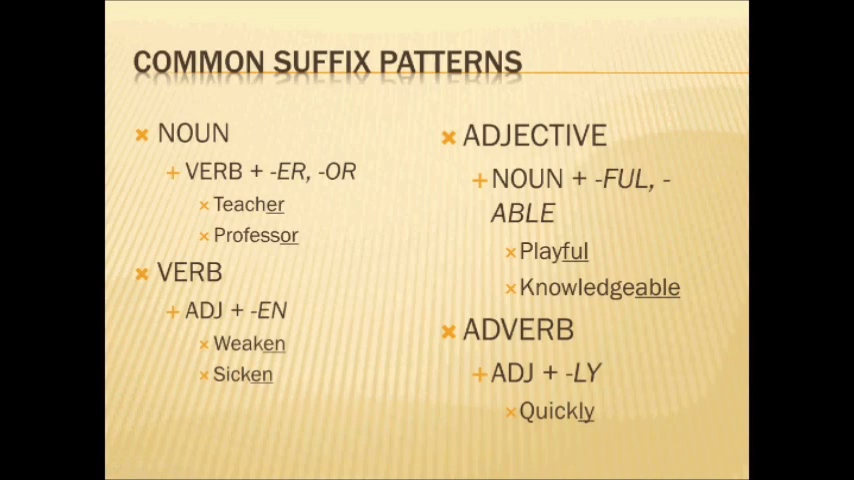 COMMON SUFFIX PATTERNS
NOUN
VERB + -ER, -OR
Teacher
Professor
VERB
ADJ + -EN
Weaken
Sicken
ADJECTIVE
NOUN + -FUL, -
ABLE
Playful
Knowledgeable
ADVERB
ADJ + -LY
Quickly